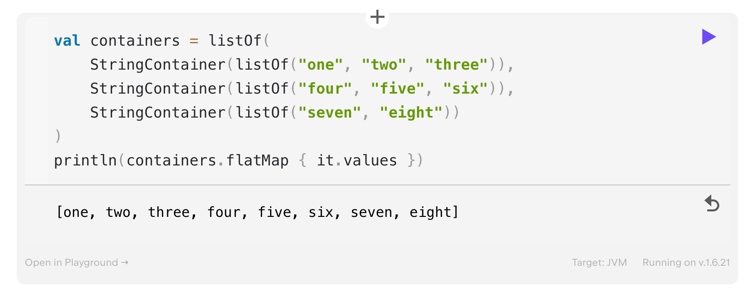 val containers = listOf(
    StringContainer(listOf("one", "two", "three")),
    StringContainer(listOf("four", "five", "six")),
    StringContainer(listOf("seven", "eight"))
)
println(containers.flatMap { it.values })
[one, two, three, four, five, six, seven, eight]
Open in Playground → Target: JVM Running on v.1.6.21